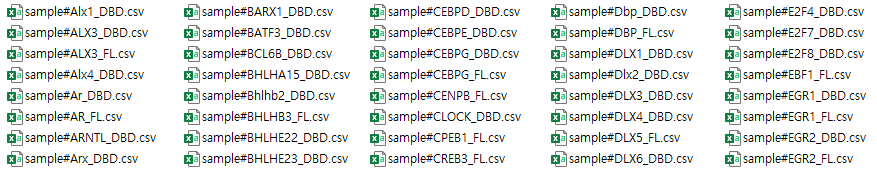 sample#Alx1_DBD.csv
sample#ALX3_DBD.csv
sample#ALX3_FL.csv
sample#Alx4_DBD.csv
sample#Ar_DBD.csv
sample#AR_FL.csv
sample#ARNTL_DBD.csv
sample#Arx_DBD.csv
sample#BARX1_DBD.csv
sample#BATF3_DBD.csv
sample#BCL6B_DBD.csv
sample#BHLHA15_DBD.csv
sample#Bhlhb2_DBD.csv
sample#BHLHB3_FL.csv
sample#BHLHE22_DBD.csv
sample#BHLHE23_DBD.csv
sample#CEBPD_DBD.csv
sample#CEBPE_DBD.csv
sample#CEBPG_DBD.csv
sample#CEBPG_FL.csv
sample#CENPB_FL.csv
sample#CLOCK_DBD.csv
sample#CPEB1_FL.csv
sample#CREB3_FL.csv
sample#Dbp_DBD.csv
sample#DBP_FL.csv
sample#DLX1_DBD.csv
sample#Dlx2_DBD.csv
sample#DLX3_DBD.csv
sample#DLX4_DBD.csv
sample#DLX5_FL.csv
sample#DLX6_DBD.csv
sample#E2F4_DBD.csv
sample#E2F7_DBD.csv
sample#E2F8_DBD.csv
sample#EBF1_FL.csv
sample#EGR1_DBD.csv
sample#EGR1_FL.csv
sample#EGR2_DBD.csv
sample#EGR2_FL.csv